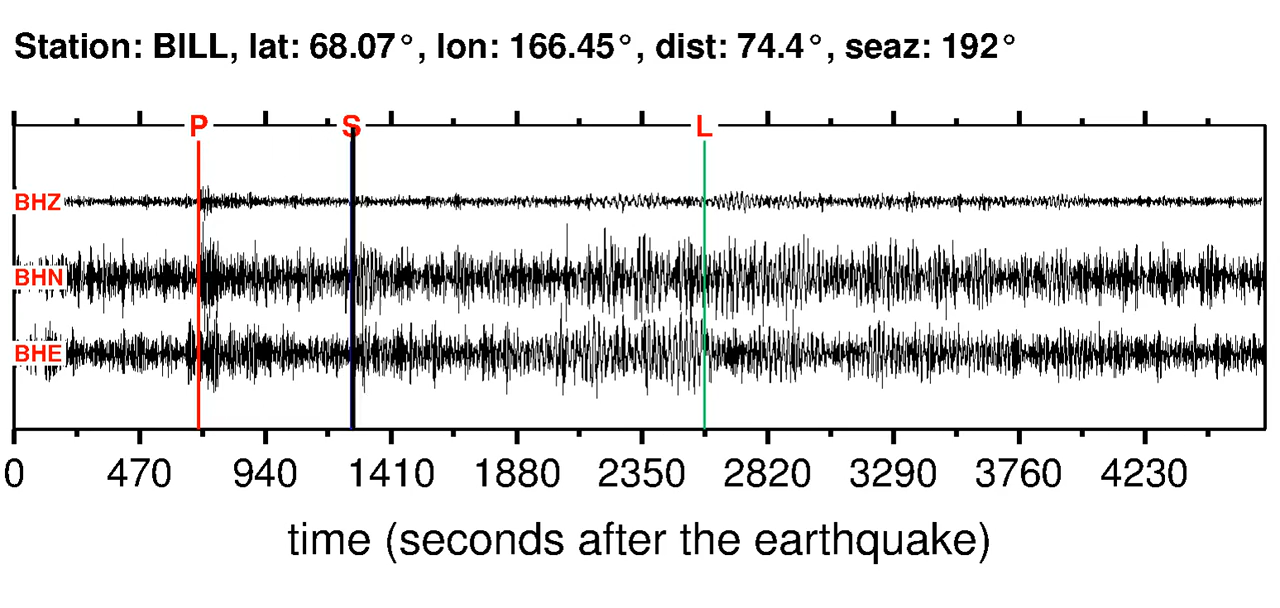 Station: BILL, lat: 68.07°, lon: 166.45°, dist: 74.4°, seaz: 192°
P S L
BHZ
BHN
BHE
0 470 940 1410 1880 2350 2820 3290 3760 4230
time (seconds after the earthquake)